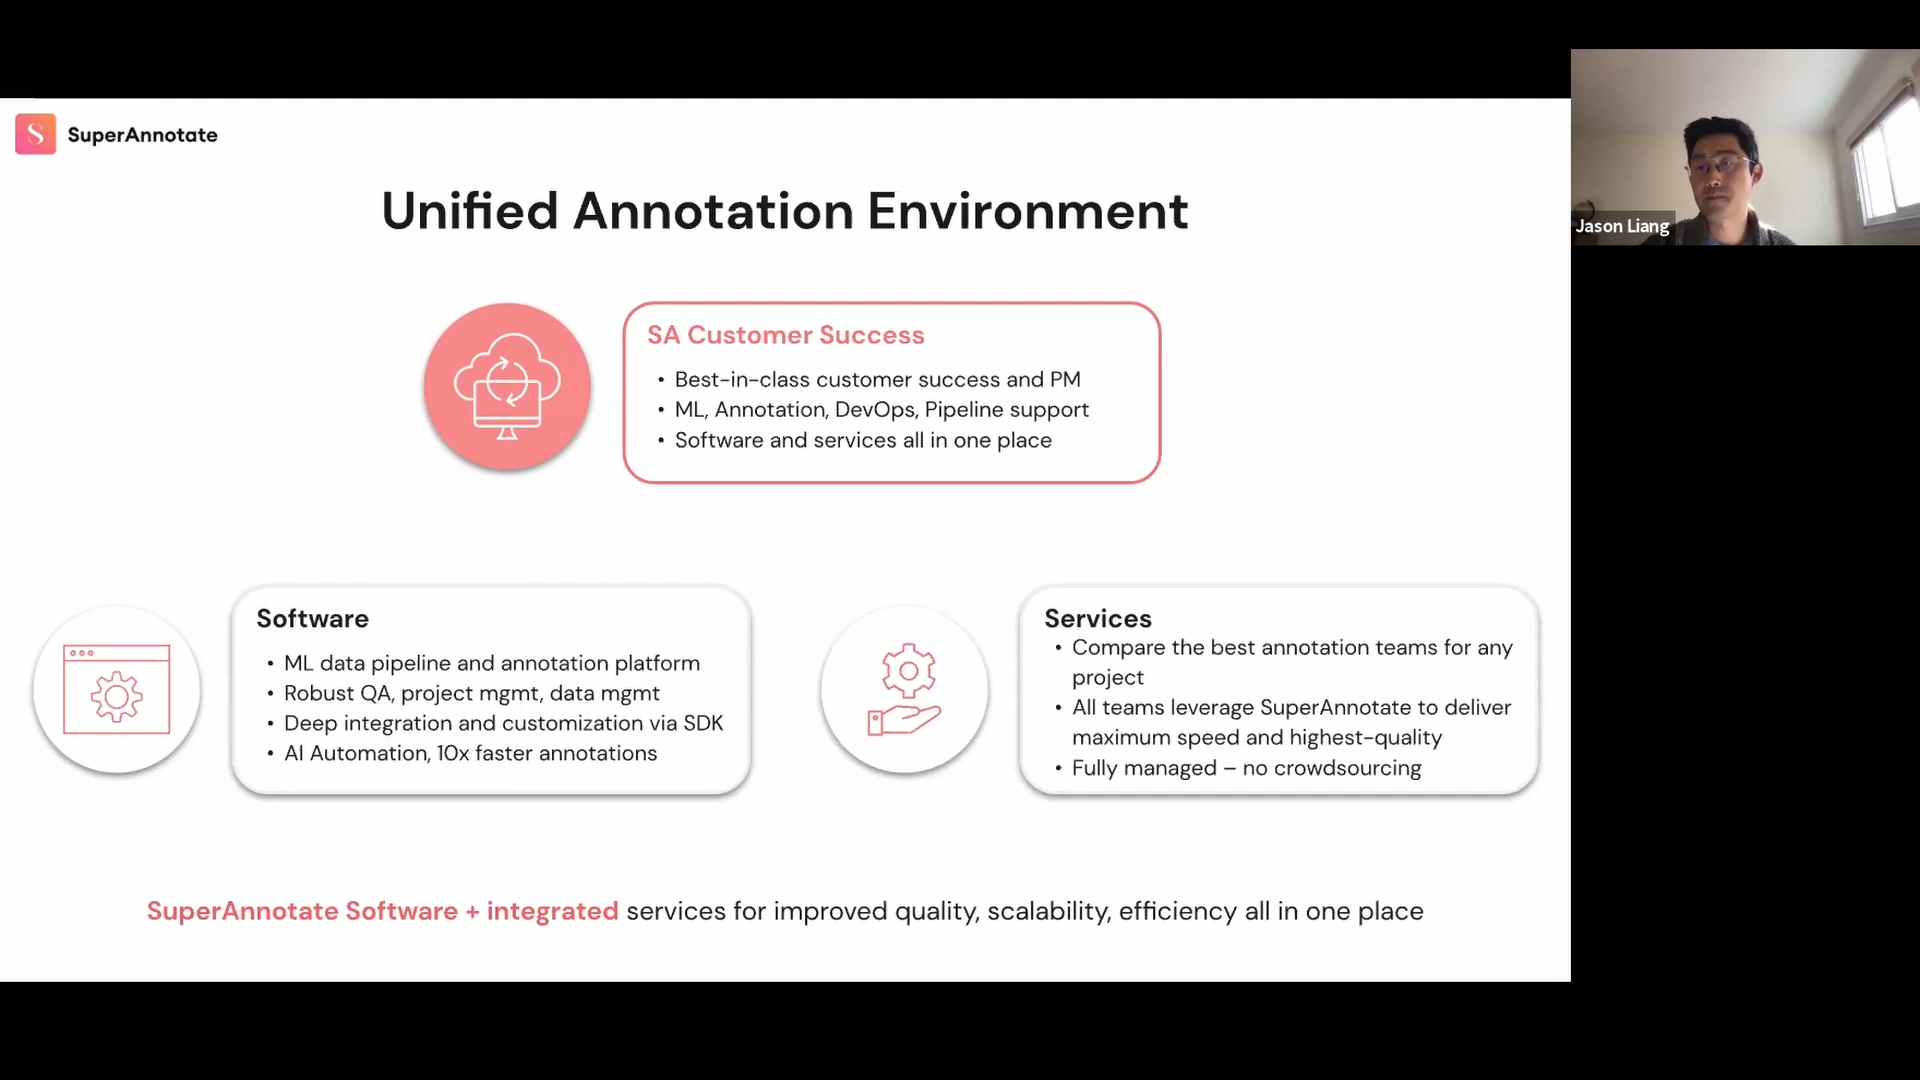 S SuperAnnotate
Unified Annotation Environment
SA Customer Success
• Best-in-class customer success and PM
• ML, Annotation, DevOps, Pipeline support
• Software and services all in one place
Software
• ML data pipeline and annotation platform
• Robust QA, project mgmt, data mgmt
• Deep integration and customization via SDK
• AI Automation, 10x faster annotations
Services
• Compare the best annotation teams for any
project
• All teams leverage SuperAnnotate to deliver
maximum speed and highest-quality
• Fully managed – no crowdsourcing
SuperAnnotate Software + integrated services for improved quality, scalability, efficiency all in one place
Jason Liang